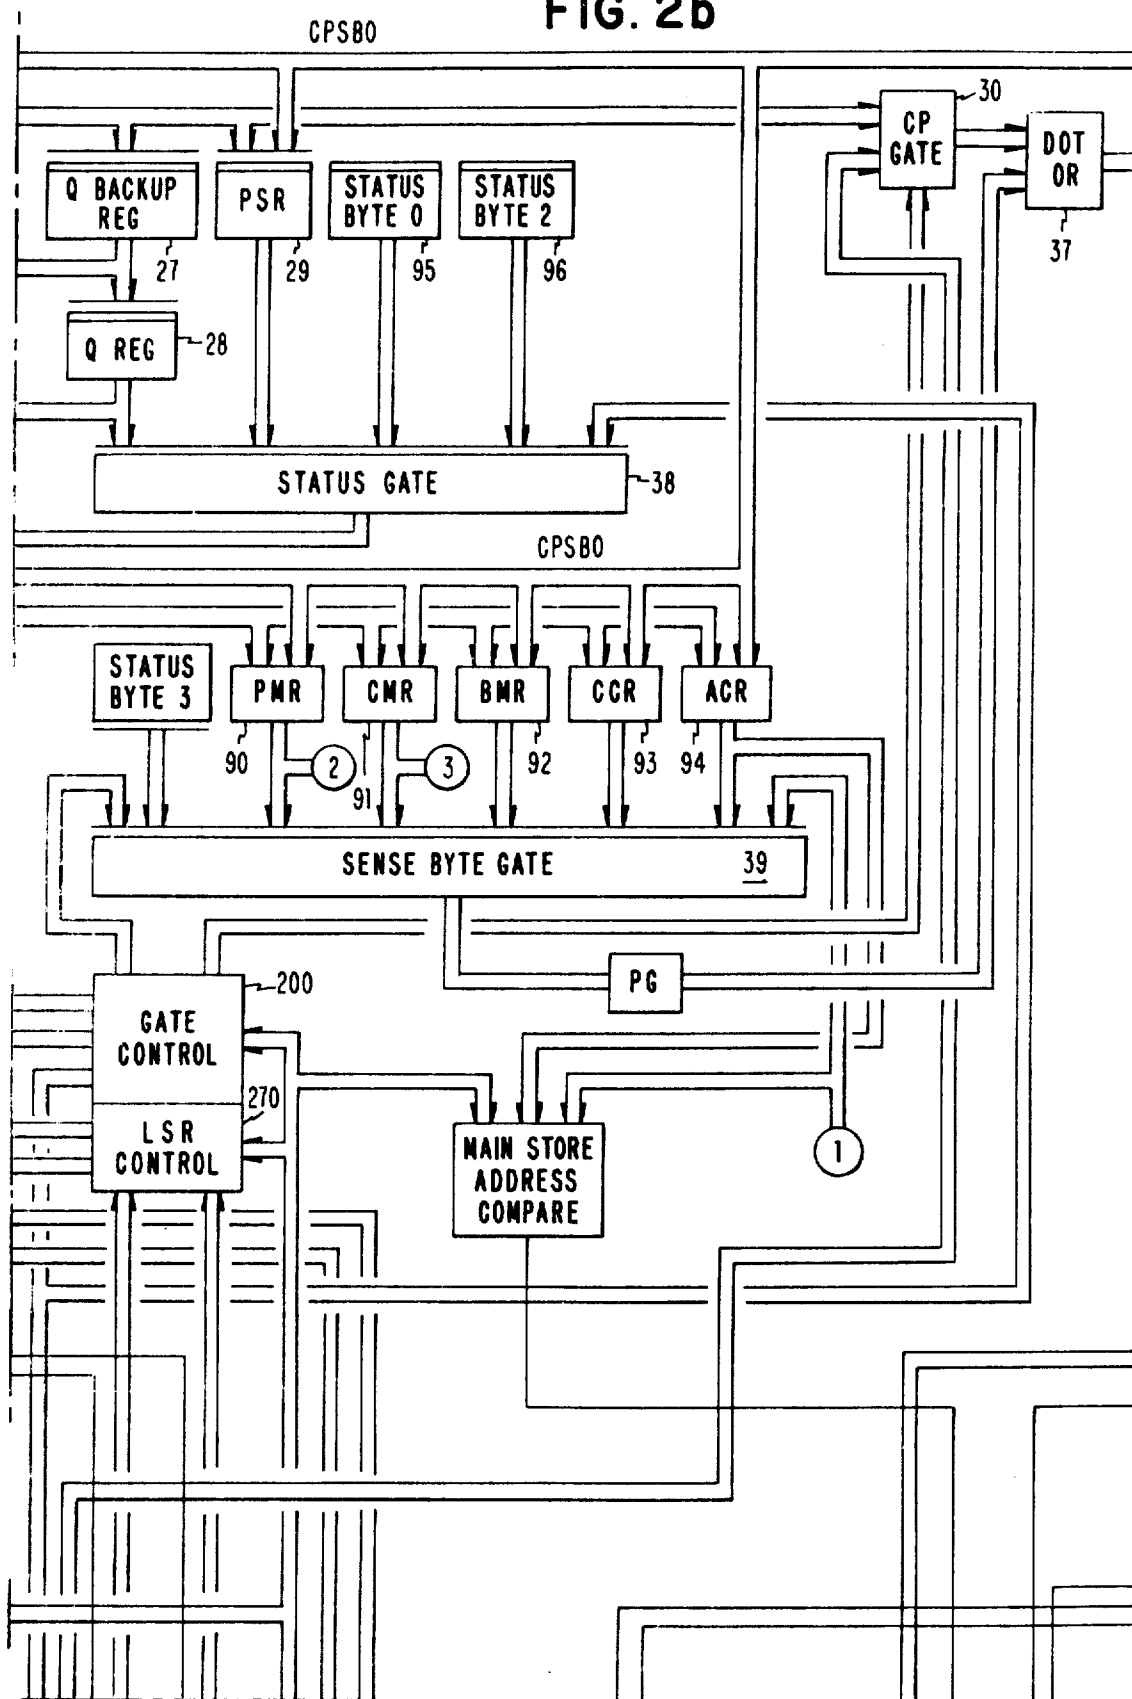 FIG. 2b
CPSBO
30
CP
GATE
DOT
OR
37
Q BACKUP
REG
27
PSR
29
STATUS
BYTE 0
95
STATUS
BYTE 2
96
Q REG
28
STATUS GATE
38
CPSBO
STATUS
BYTE 3
PMR
90
CMR
91
BMR
92
CCR
93
ACR
94
2
3
SENSE BYTE GATE
39
PG
200
GATE
CONTROL
270
LSR
CONTROL
MAIN STORE
ADDRESS
COMPARE
1